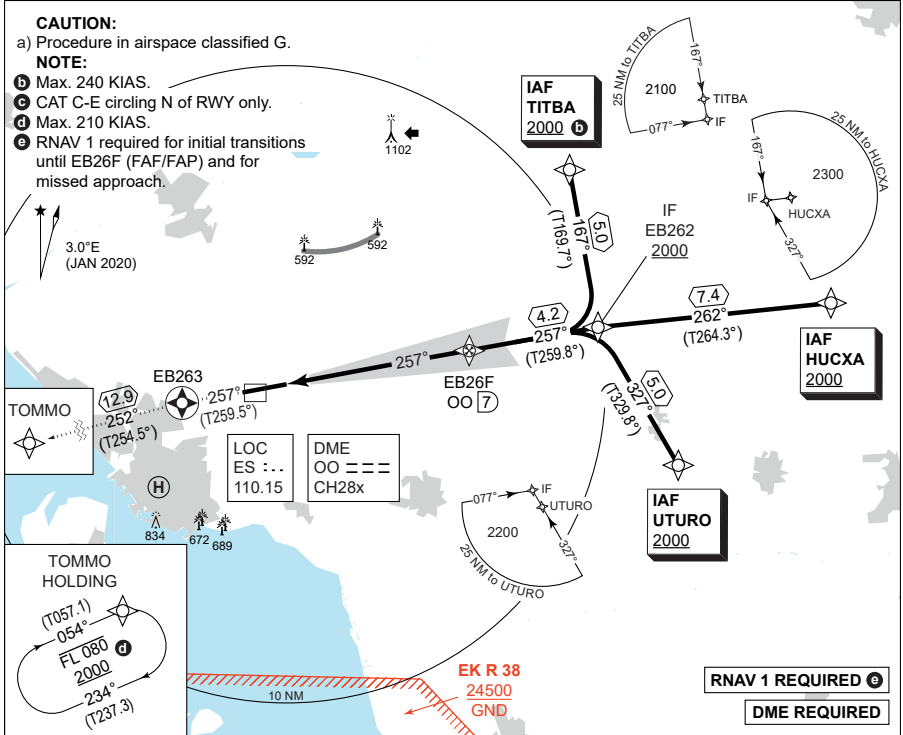 CAUTION:
a) Procedure in airspace classified G.
NOTE:
b Max. 240 KIAS.
c CAT C-E circling N of RWY only.
d Max. 210 KIAS.
e RNAV 1 required for initial transitions
until EB26F (FAF/FAP) and for
missed approach.
3.0°E
(JAN 2020)
1102
592
592
IAF
TITBA
2000 b
25 NM to TITBA
167°
2100
TITBA
077°
IF
25 NM to HUCXA
167°
2300
IF
HUCXA
327°
5.0
167°
(T169.7°)
IF
EB262
2000
7.4
262°
(T264.3°)
IAF
HUCXA
2000
4.2
257°
(T259.8°)
257°
EB26F
OO 7
5.0
327°
(T329.8°)
IAF
UTURO
2000
EB263
257°
(T259.5°)
12.9
252°
(T254.5°)
TOMMO
LOC
ES :..
110.15
DME
OO – – –
CH28x
H
834
672
689
077°
IF
UTURO
2200
327°
25 NM to UTURO
TOMMO
HOLDING
(T057.1)
054°
FL 080 d
2000
234°
(T237.3)
10 NM
EK R 38
24500
GND
RNAV 1 REQUIRED e
DME REQUIRED